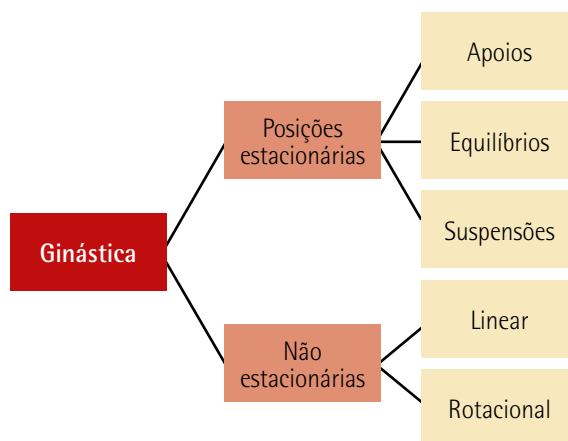 Ginástica
Posições
estacionárias
Apoios
Equilíbrios
Suspensões
Não
estacionárias
Linear
Rotacional